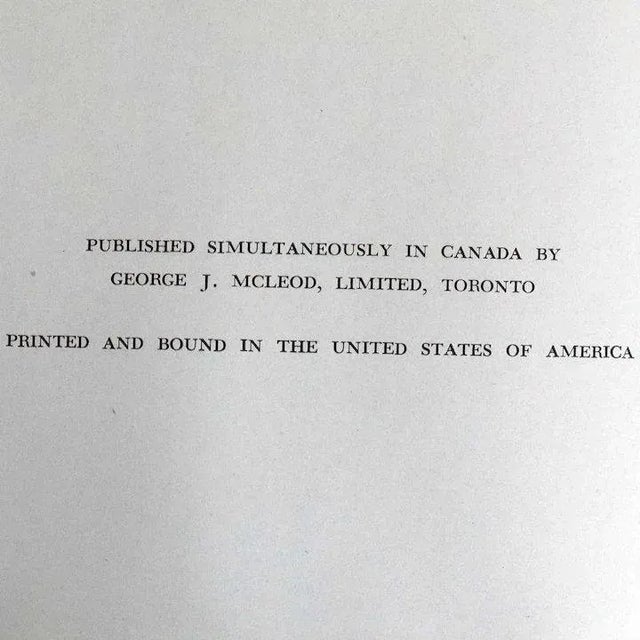 PUBLISHED SIMULTANEOUSLY IN CANADA BY
GEORGE J. MCLEOD, LIMITED, TORONTO
PRINTED AND BOUND IN THE UNITED STATES OF AMERICA